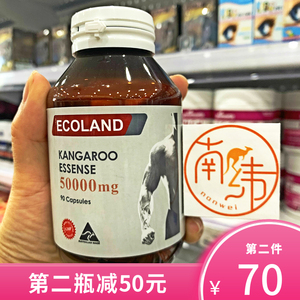 ECOLAND
KANGAROO
ESSENSE
50000mg
90 Capsules
南纬
nanwei
第二瓶减50元
第二件
¥ 70